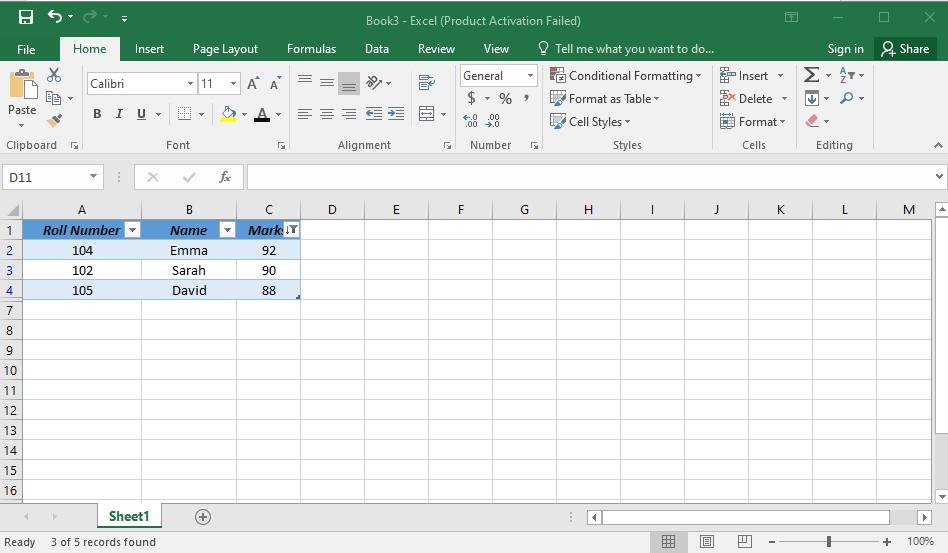 Book3 - Excel (Product Activation Failed)
File Home Insert Page Layout Formulas Data Review View Tell me what you want to do... Sign in Share
Paste
Calibri 11 A A
B I U A
General
$ % ,
.0 .00
.00 .0
Conditional Formatting
Format as Table
Cell Styles
Insert
Delete
Format
Σ A Z
Clipboard Font Alignment Number Styles Cells Editing
D11 fx
A B C D E F G H I J K L M
1 Roll Number Name Marks
2 104 Emma 92
3 102 Sarah 90
4 105 David 88
7
8
9
10
11
12
13
14
15
16
Sheet1
Ready 3 of 5 records found 100%